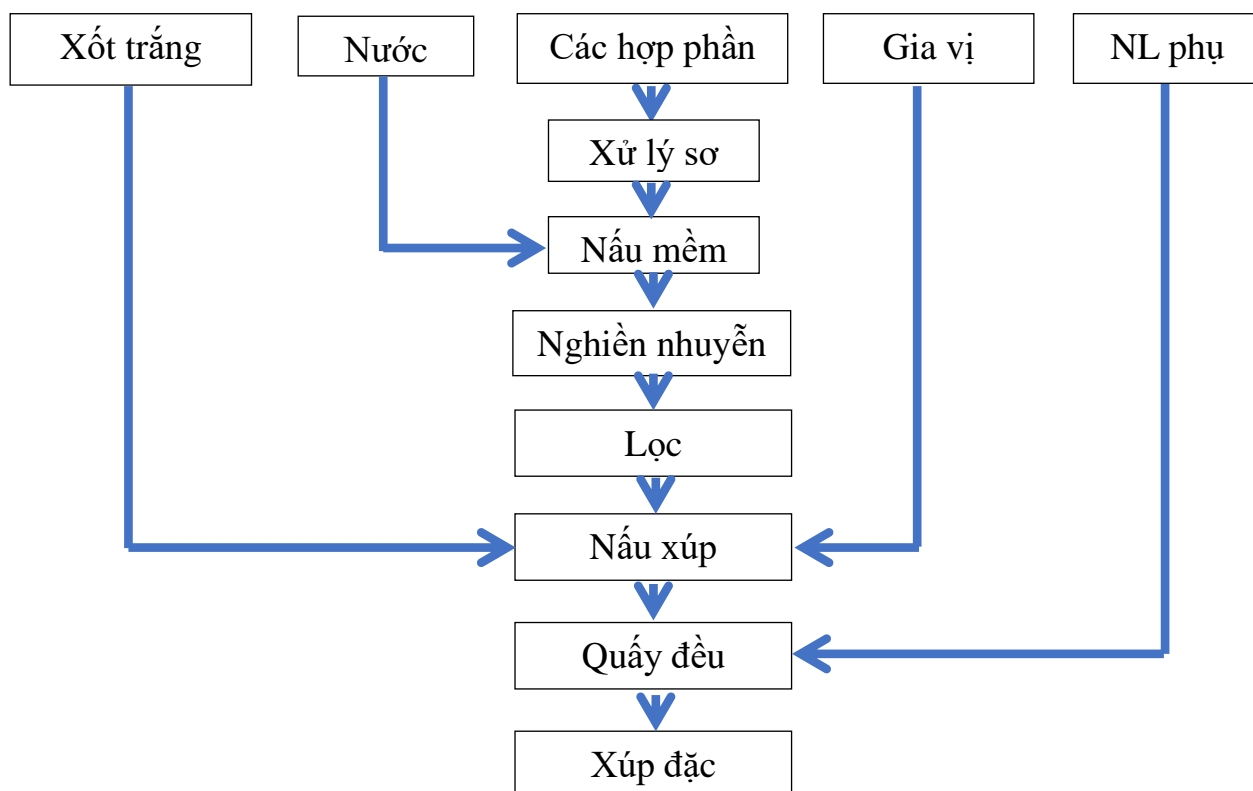 Xốt trắng
Nước
Các hợp phần
Gia vị
NL phụ
Xử lý sơ
Nấu mềm
Nghiền nhuyễn
Lọc
Nấu xúp
Quấy đều
Xúp đặc